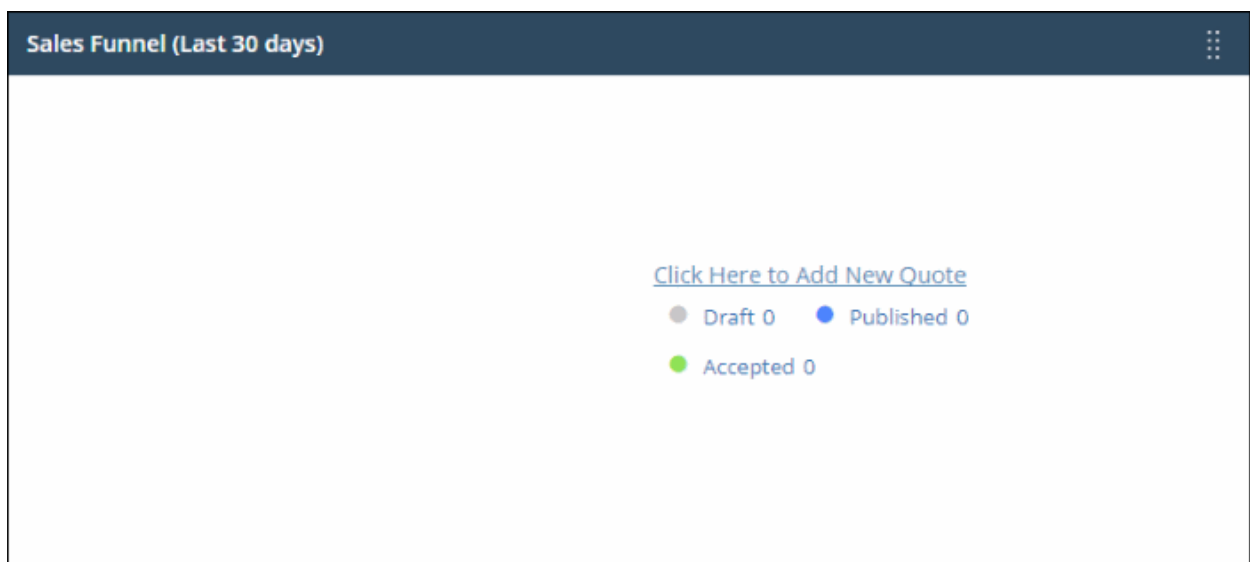 Sales Funnel (Last 30 days)
Click Here to Add New Quote
Draft 0 Published 0
Accepted 0